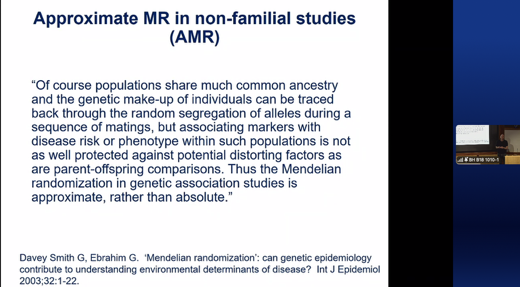 Approximate MR in non-familial studies
(AMR)
“Of course populations share much common ancestry
and the genetic make-up of individuals can be traced
back through the random segregation of alleles during a
sequence of matings, but associating markers with
disease risk or phenotype within such populations is not
as well protected against potential distorting factors as
are parent-offspring comparisons. Thus the Mendelian
randomization in genetic association studies is
approximate, rather than absolute.”
Davey Smith G, Ebrahim G. ‘Mendelian randomization’: can genetic epidemiology
contribute to understanding environmental determinants of disease? Int J Epidemiol
2003;32:1-22.